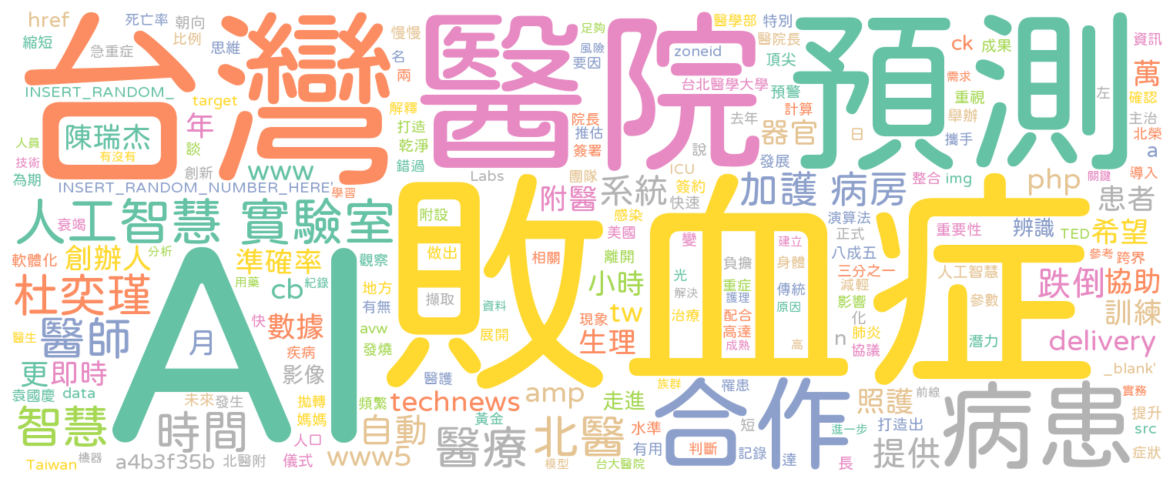 台灣
醫院
預測
AI
敗血症
合作
病患
人工智慧 實驗室
加護 病房
href
死亡率
朝向
比例
慢慢
縮短
急重症
思維
名
兩
INSERT_RANDOM_
target
解釋
打造
乾淨
錯過
人員
陳瑞杰
有沒有
年
談
技術
為期
創新
www
INSERT_RANDOM_NUMBER_HERE'
學習
Labs
足夠
風險
要因
醫學部
醫院長
特別
zoneid
頂尖
台北醫學大學
預警
計算
院長
推估
簽署
器官
發展
團隊
ICU
簽約
快速
系統
附醫
說
去年
日
ck
成果
需求
重視
舉辦
攜手
整合
img
資訊
萬
左
確認
主治
北榮
a
導入
關鍵
php
患者
衰竭
軟體化
創辦人
分析
準確率
杜奕瑾
用藥
cb
觀察
紀錄
地方
有無
醫師
月
快
數據
avw
疾病
發燒
醫生
更
即時
影像
袁國慶
data
未來
發生
拋轉
媽媽
頻繁
智慧
時間
人口
儀式
Taiwan
機器
a4b3f35b
北醫附
自動
www5
附設
做出
擷取
相關
資料
展開
醫護
technews
黃金
醫療
amp
北醫
模型
台大醫院
走進
水準
有用
感染
美國
離開
小時
現象
生理
tw
變
光
解決
治療
負擔
重症
護理
配合
高達
成熟
建立
身體
傳統
原因
高
族群
罹患
判斷
短
記錄
達
演算法
正式
八成五
三分之一
減輕
影響
化
n
肺炎
協議
辨識
重要性
人工智慧
參數
潛力
TED
希望
參考
跨界
跌倒
協助
訓練
delivery
_blank'
實務
照護
前線
打造出
進一步
長
提供
提升
src
症狀